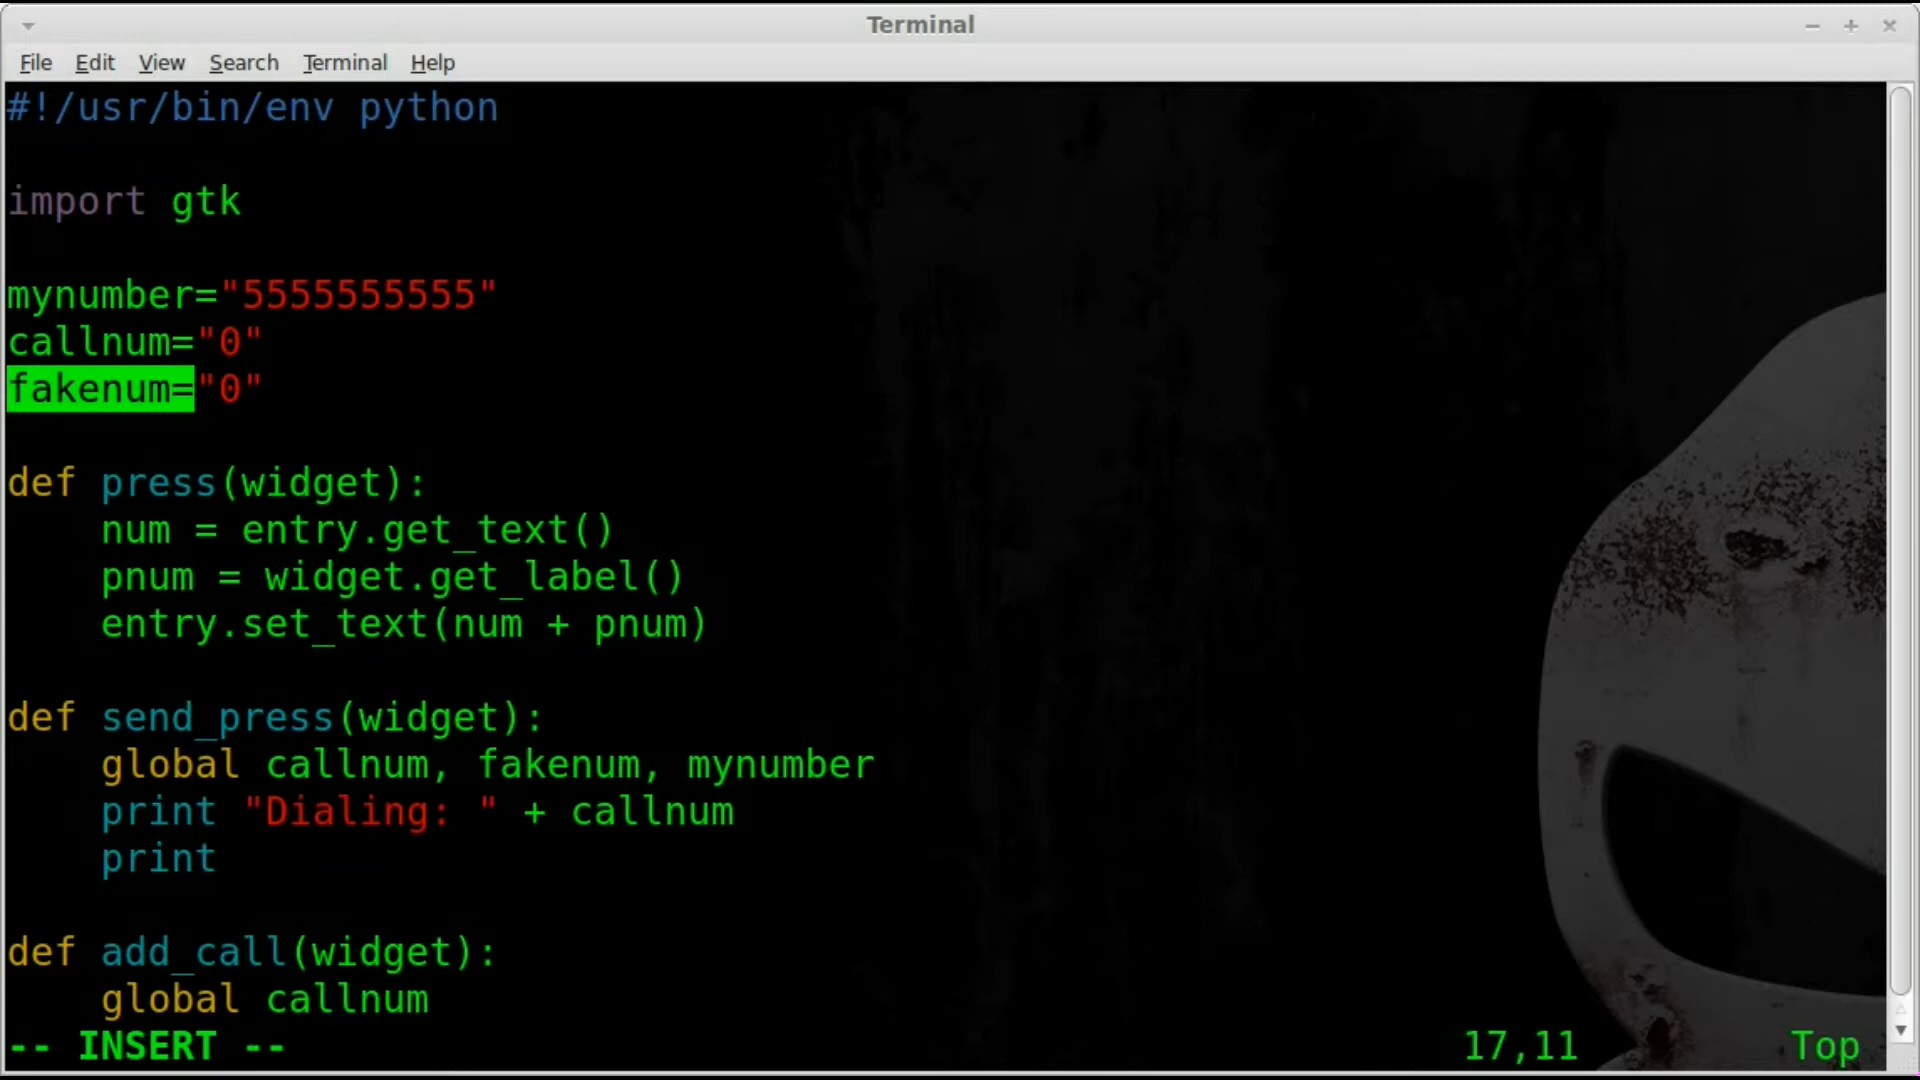 Terminal
File Edit View Search Terminal Help
#!/usr/bin/env python
import gtk
mynumber="5555555555"
callnum="0"
fakenum="0"
def press(widget):
num = entry.get_text()
pnum = widget.get_label()
entry.set_text(num + pnum)
def send_press(widget):
global callnum, fakenum, mynumber
print "Dialing: " + callnum
print
def add_call(widget):
global callnum
-- INSERT -- 17,11 Top